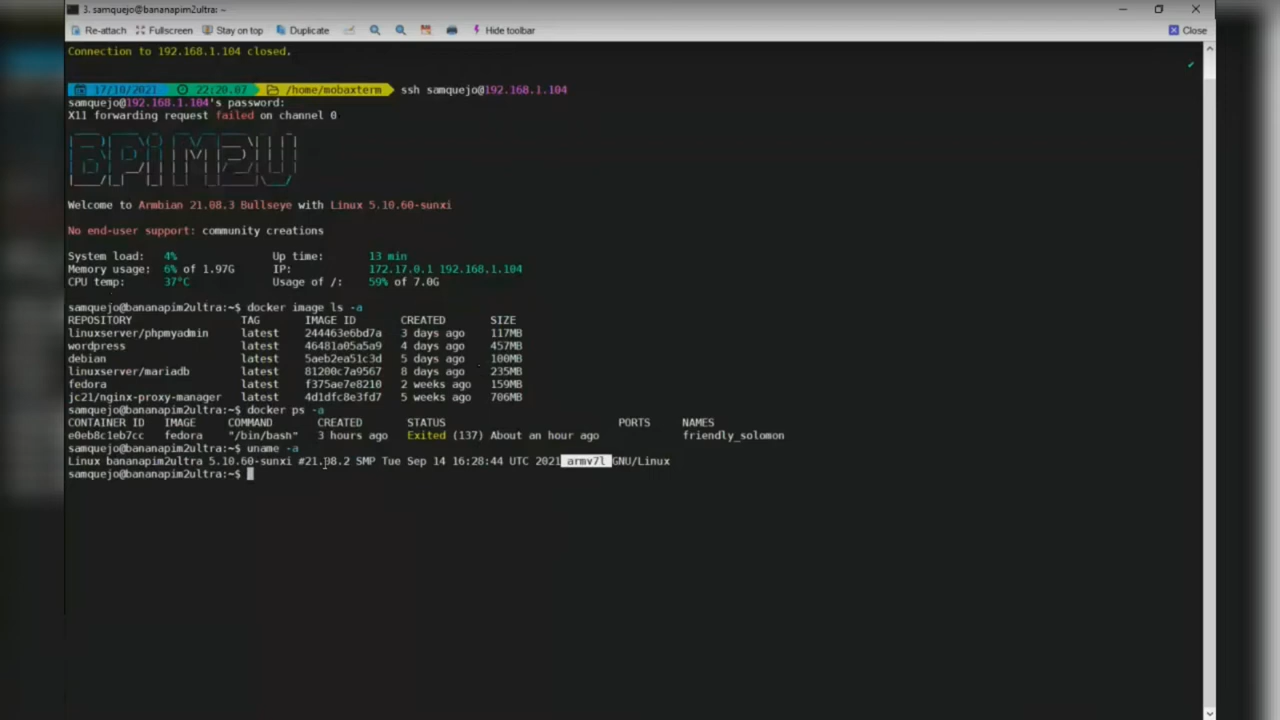 3. samquejo@bananapim2ultra: ~
Re-attach Fullscreen Stay on top Duplicate Hide toolbar Close
Connection to 192.168.1.104 closed.
17/10/2021 22:20.07 /home/mobaxterm ssh samquejo@192.168.1.104
samquejo@192.168.1.104's password:
X11 forwarding request failed on channel 0
BPi M2U
Welcome to Armbian 21.08.3 Bullseye with Linux 5.10.60-sunxi
No end-user support: community creations
System load: 4% Up time: 13 min
Memory usage: 6% of 1.97G IP: 172.17.0.1 192.168.1.104
CPU temp: 37°C Usage of /: 59% of 7.0G
samquejo@bananapim2ultra:~$ docker image ls -a
REPOSITORY TAG IMAGE ID CREATED SIZE
linuxserver/phpmyadmin latest 244463e6bd7a 3 days ago 117MB
wordpress latest 46481a05a5a9 4 days ago 457MB
debian latest 5aeb2ea51c3d 5 days ago 100MB
linuxserver/mariadb latest 81200c7a9567 8 days ago 235MB
fedora latest f375ae7e8210 2 weeks ago 159MB
jc21/nginx-proxy-manager latest 4d1dfc8e3fd7 5 weeks ago 706MB
samquejo@bananapim2ultra:~$ docker ps -a
CONTAINER ID IMAGE COMMAND CREATED STATUS PORTS NAMES
e0eb8c1eb7cc fedora "/bin/bash" 3 hours ago Exited (137) About an hour ago friendly_solomon
samquejo@bananapim2ultra:~$ uname -a
Linux bananapim2ultra 5.10.60-sunxi #21.08.2 SMP Tue Sep 14 16:28:44 UTC 2021 armv7l GNU/Linux
samquejo@bananapim2ultra:~$